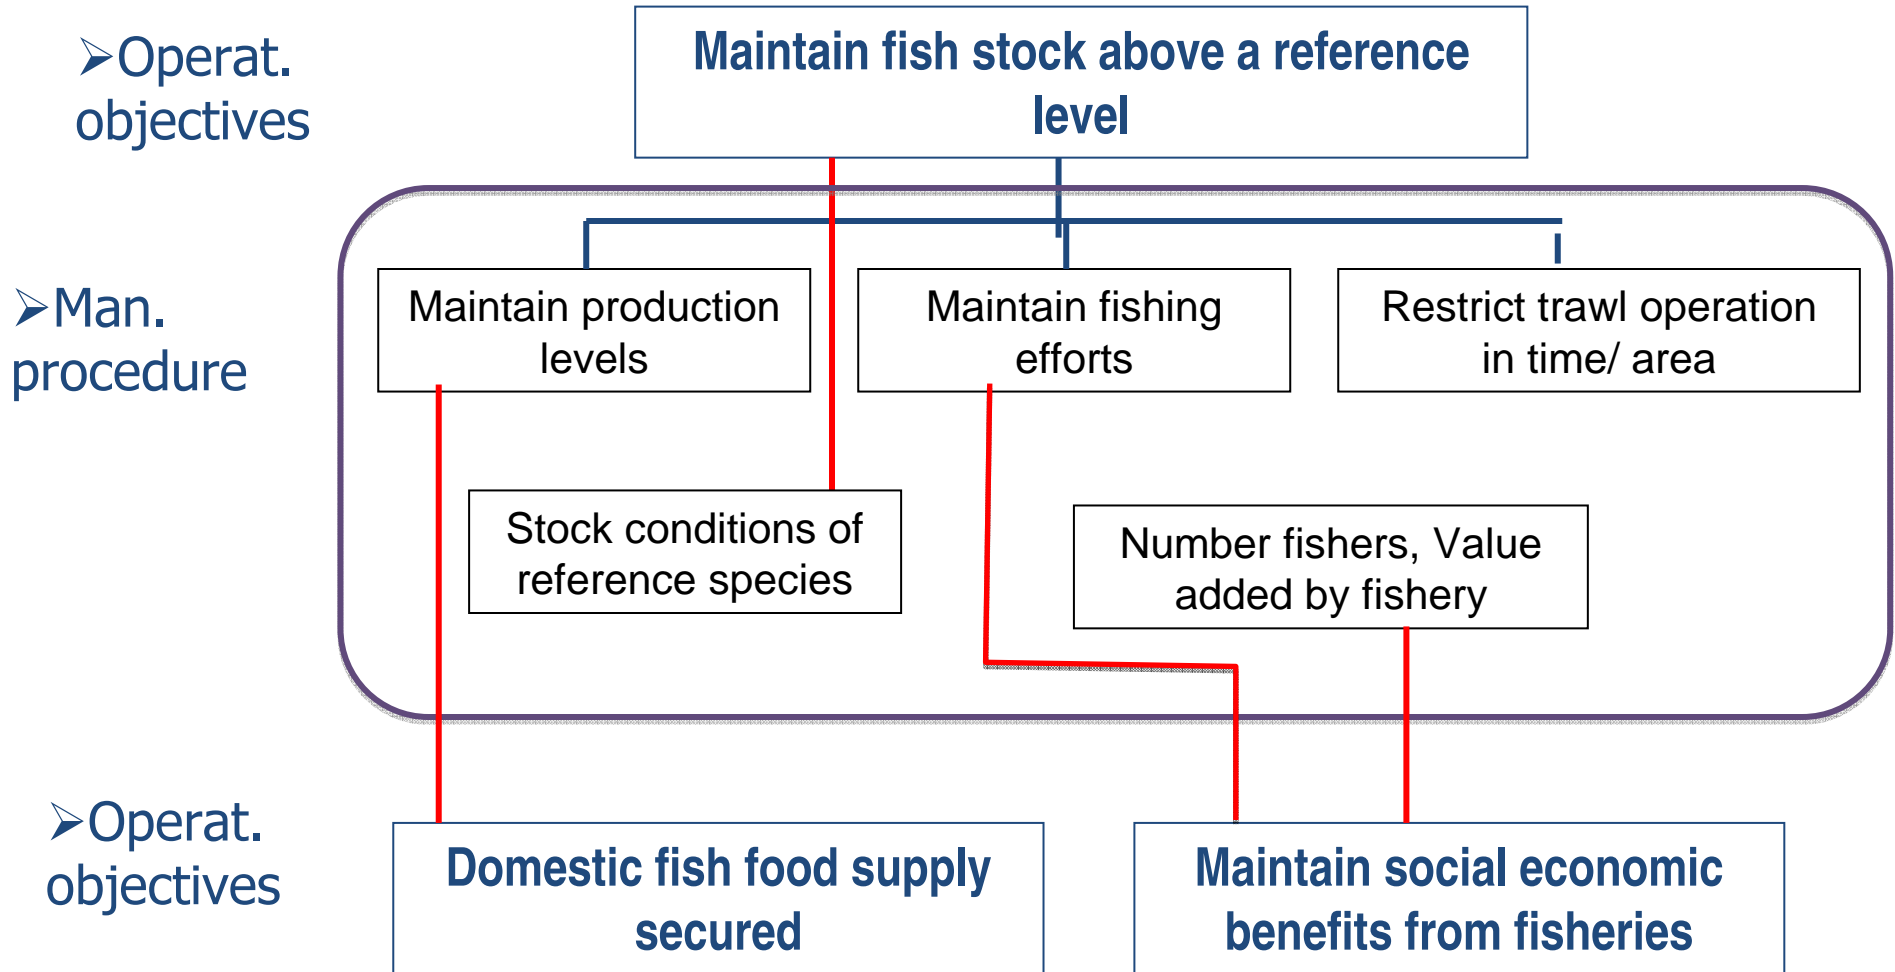 ➢Operat.
objectives
Maintain fish stock above a reference
level
➢Man.
procedure
Maintain production
levels
Maintain fishing
efforts
Restrict trawl operation
in time/ area
Stock conditions of
reference species
Number fishers, Value
added by fishery
➢Operat.
objectives
Domestic fish food supply
secured
Maintain social economic
benefits from fisheries